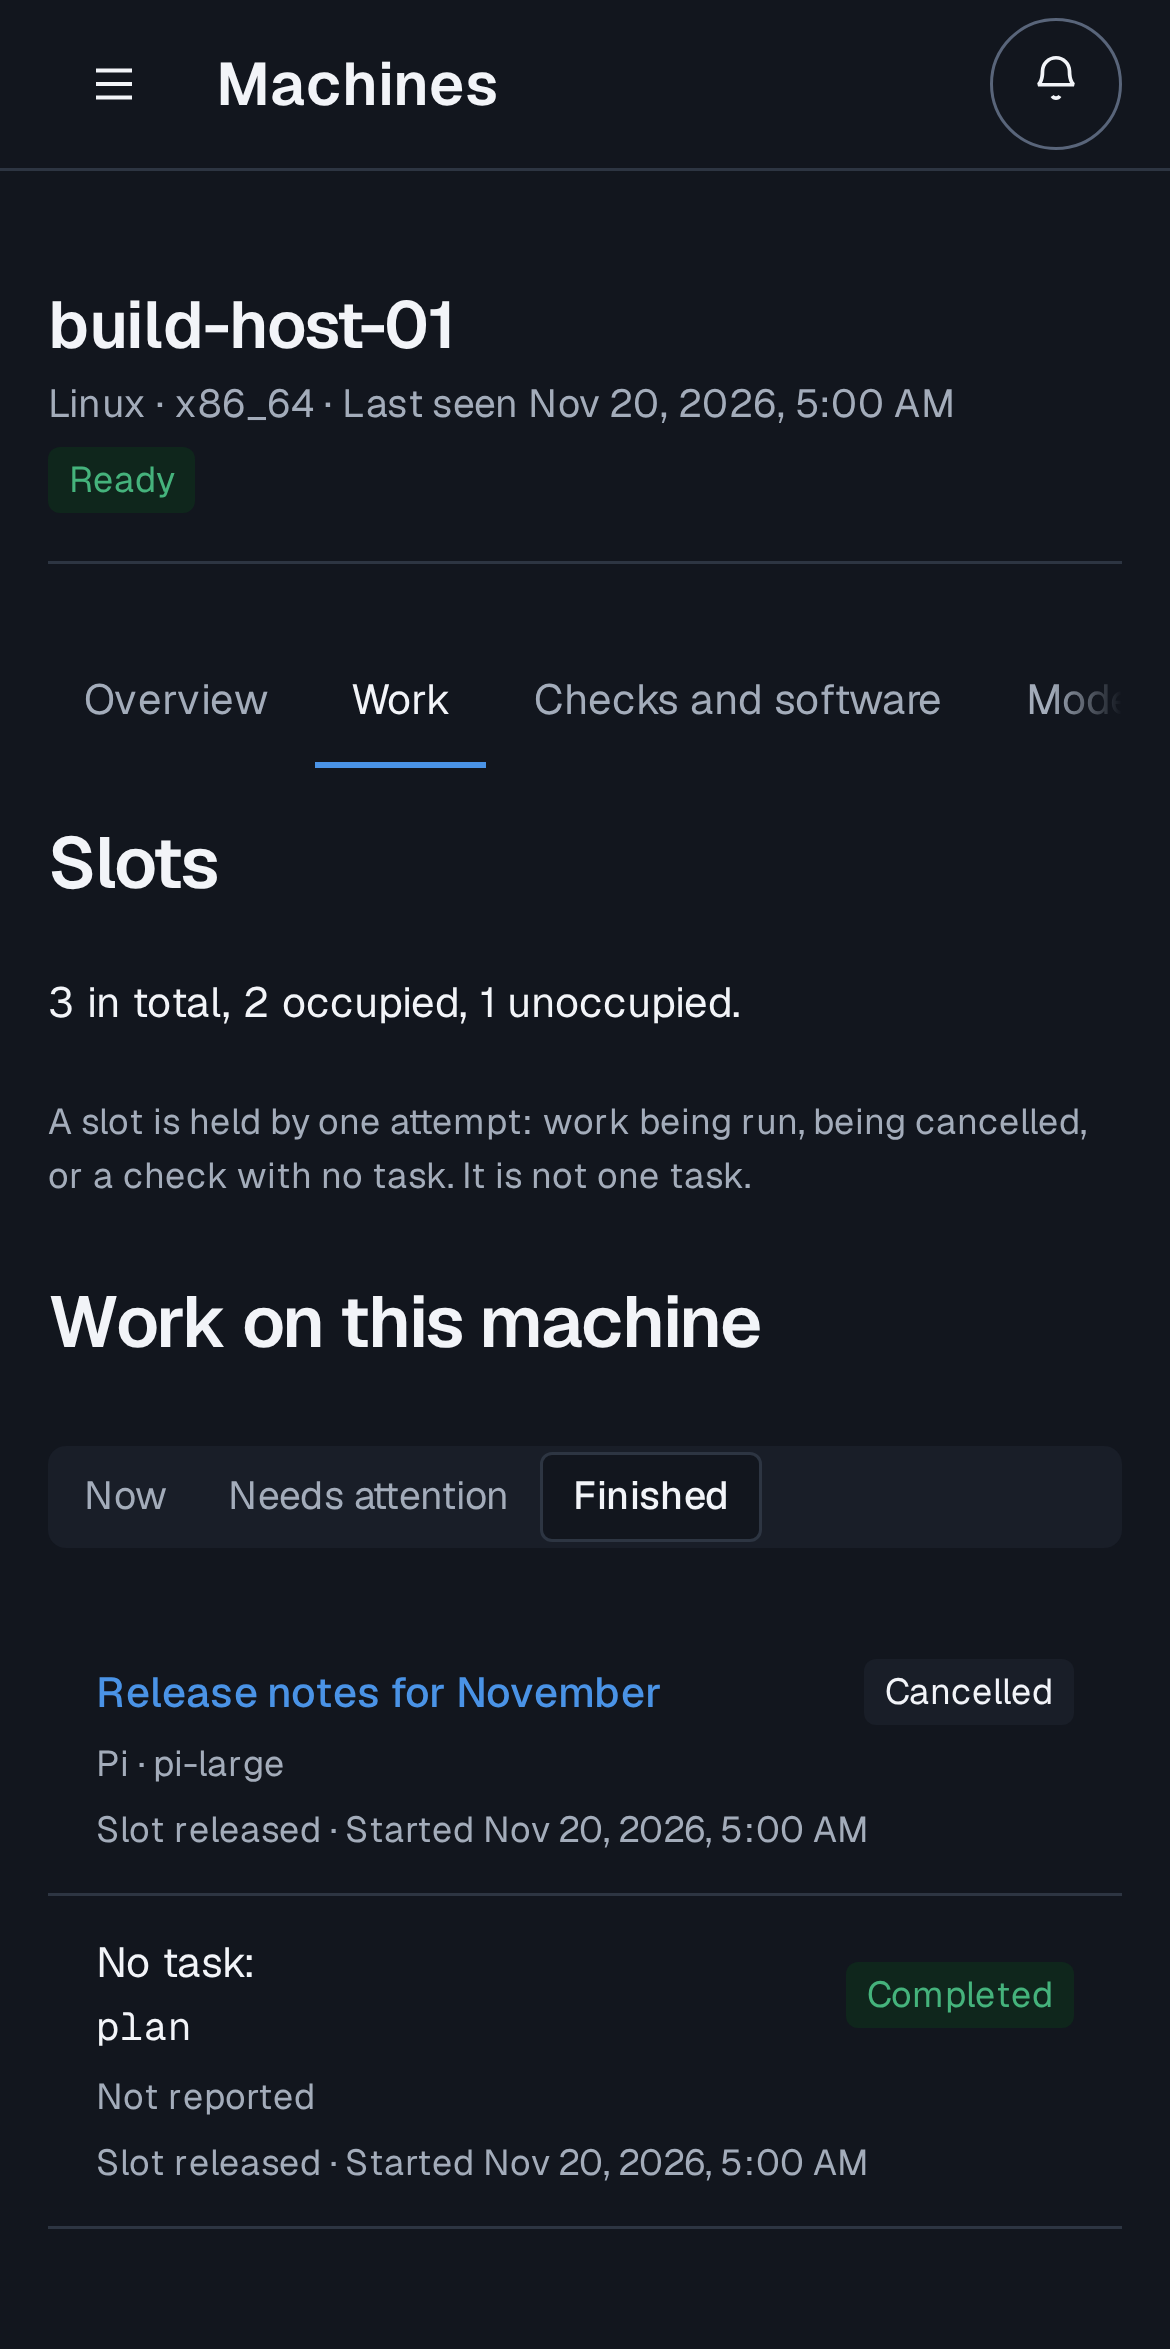 Machines
build-host-01
Linux · x86_64 · Last seen Nov 20, 2026, 5:00 AM
Ready
Overview Work Checks and software
Slots
3 in total, 2 occupied, 1 unoccupied.
A slot is held by one attempt: work being run, being cancelled,
or a check with no task. It is not one task.
Work on this machine
Now Needs attention Finished
Release notes for November Cancelled
Pi · pi-large
Slot released · Started Nov 20, 2026, 5:00 AM
No task:
plan
Completed
Not reported
Slot released · Started Nov 20, 2026, 5:00 AM